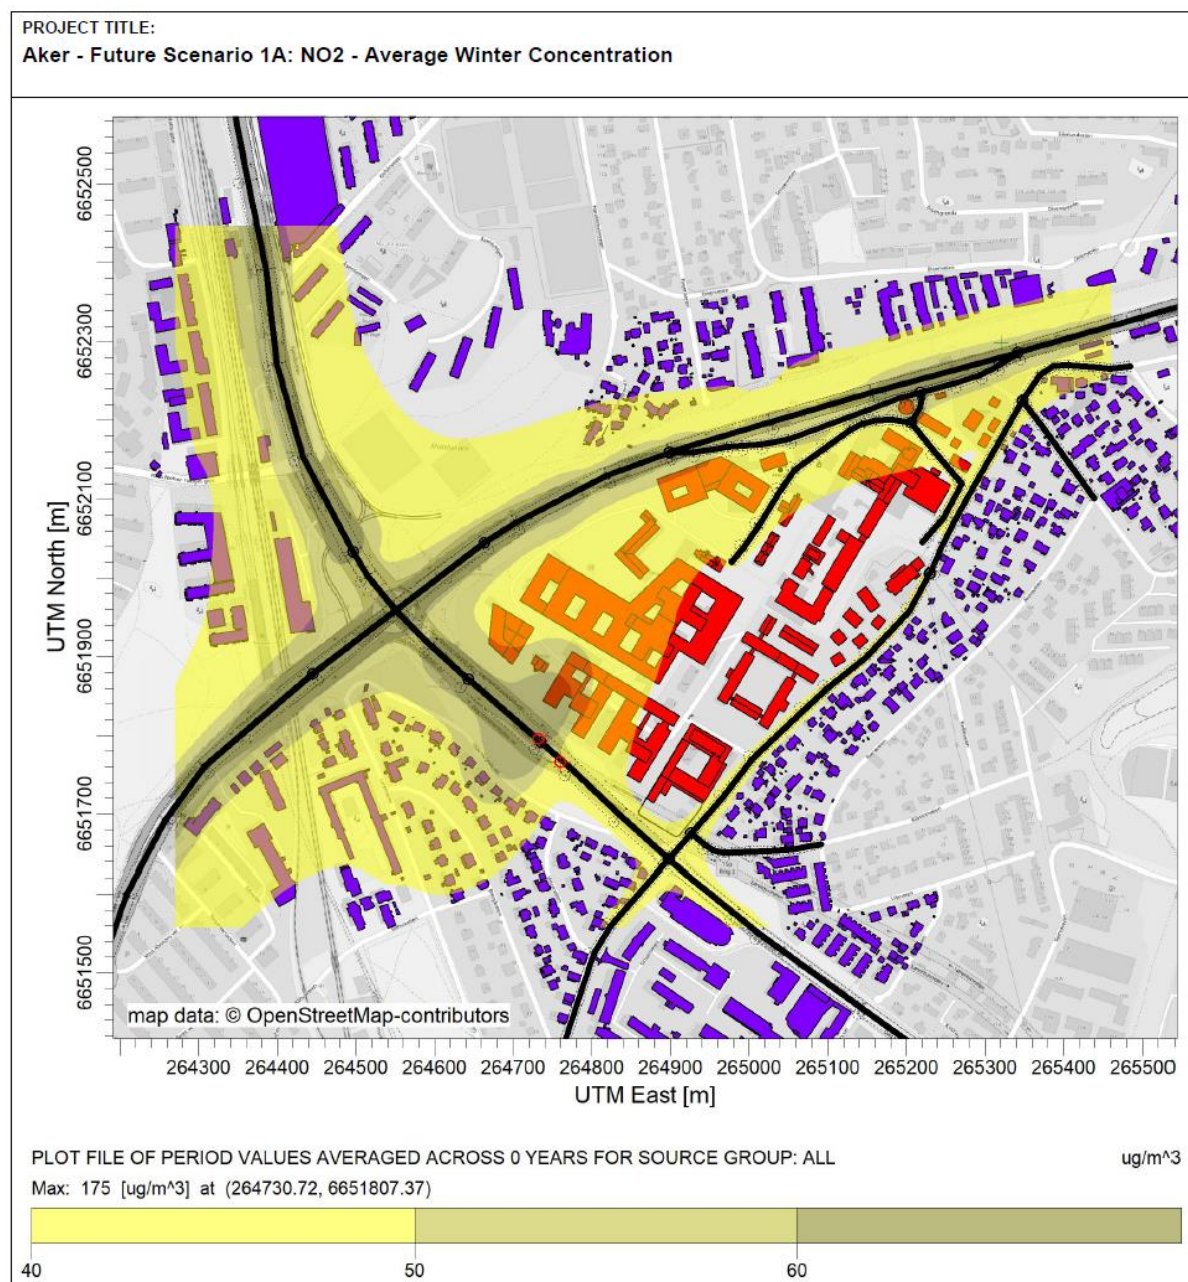 PROJECT TITLE:
Aker - Future Scenario 1A: NO2 - Average Winter Concentration
UTM North [m]
6652500
6652300
6652100
6651900
6651700
6651500
map data: © OpenStreetMap-contributors
264300 264400 264500 264600 264700 264800 264900 265000 265100 265200 265300 265400 265500
UTM East [m]
PLOT FILE OF PERIOD VALUES AVERAGED ACROSS 0 YEARS FOR SOURCE GROUP: ALL
ug/m^3
Max: 175 [ug/m^3] at (264730.72, 6651807.37)
40 50 60